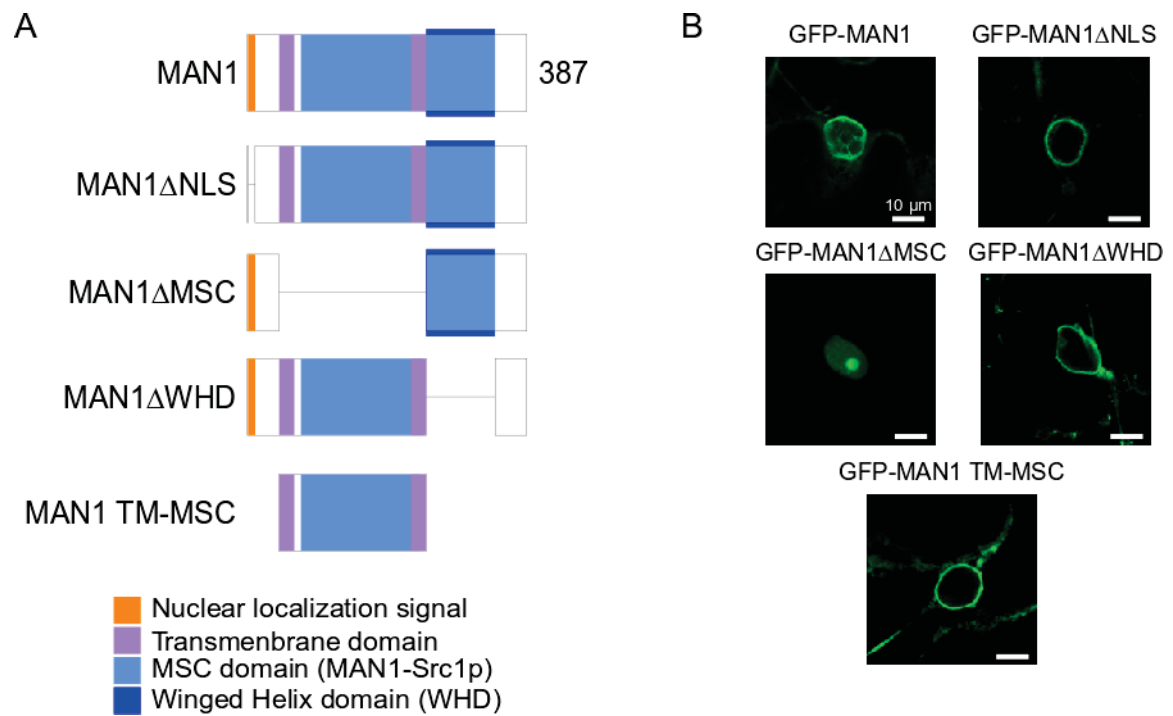 A
MAN1
387
MAN1ΔNLS
MAN1ΔMSC
MAN1ΔWHD
MAN1 TM-MSC
Nuclear localization signal
Transmenbrane domain
MSC domain (MAN1-Src1p)
Winged Helix domain (WHD)
B
GFP-MAN1
GFP-MAN1ΔNLS
10 µm
GFP-MAN1ΔMSC
GFP-MAN1ΔWHD
GFP-MAN1 TM-MSC